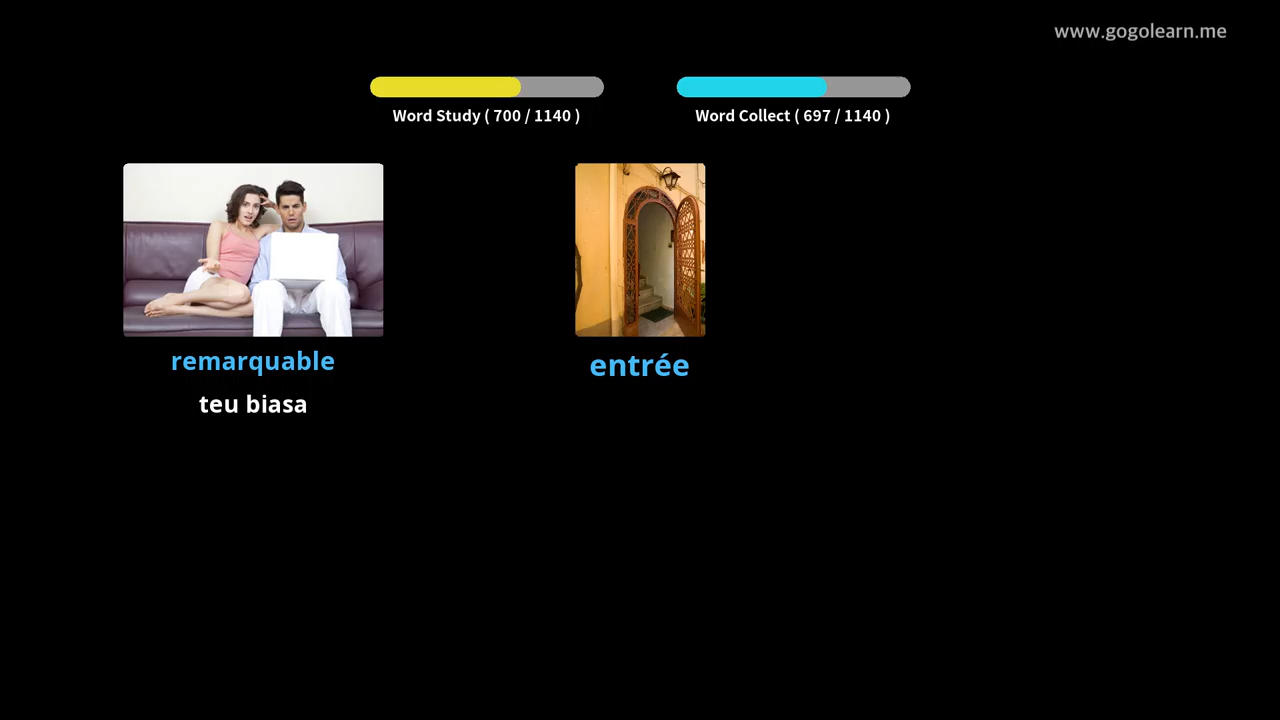 www.gogolearn.me
Word Study ( 700 / 1140 )
Word Collect ( 697 / 1140 )
remarquable
teu biasa
entrée